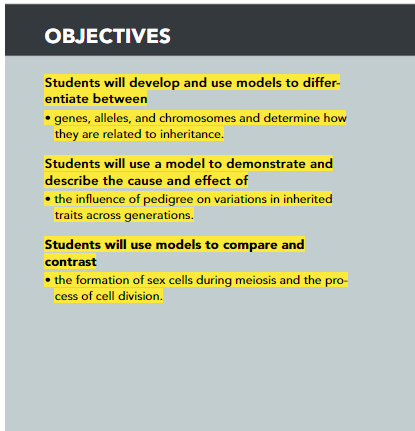 OBJECTIVES
Students will develop and use models to differ-
entiate between
• genes, alleles, and chromosomes and determine how
they are related to inheritance.
Students will use a model to demonstrate and
describe the cause and effect of
• the influence of pedigree on variations in inherited
traits across generations.
Students will use models to compare and
contrast
• the formation of sex cells during meiosis and the pro-
cess of cell division.